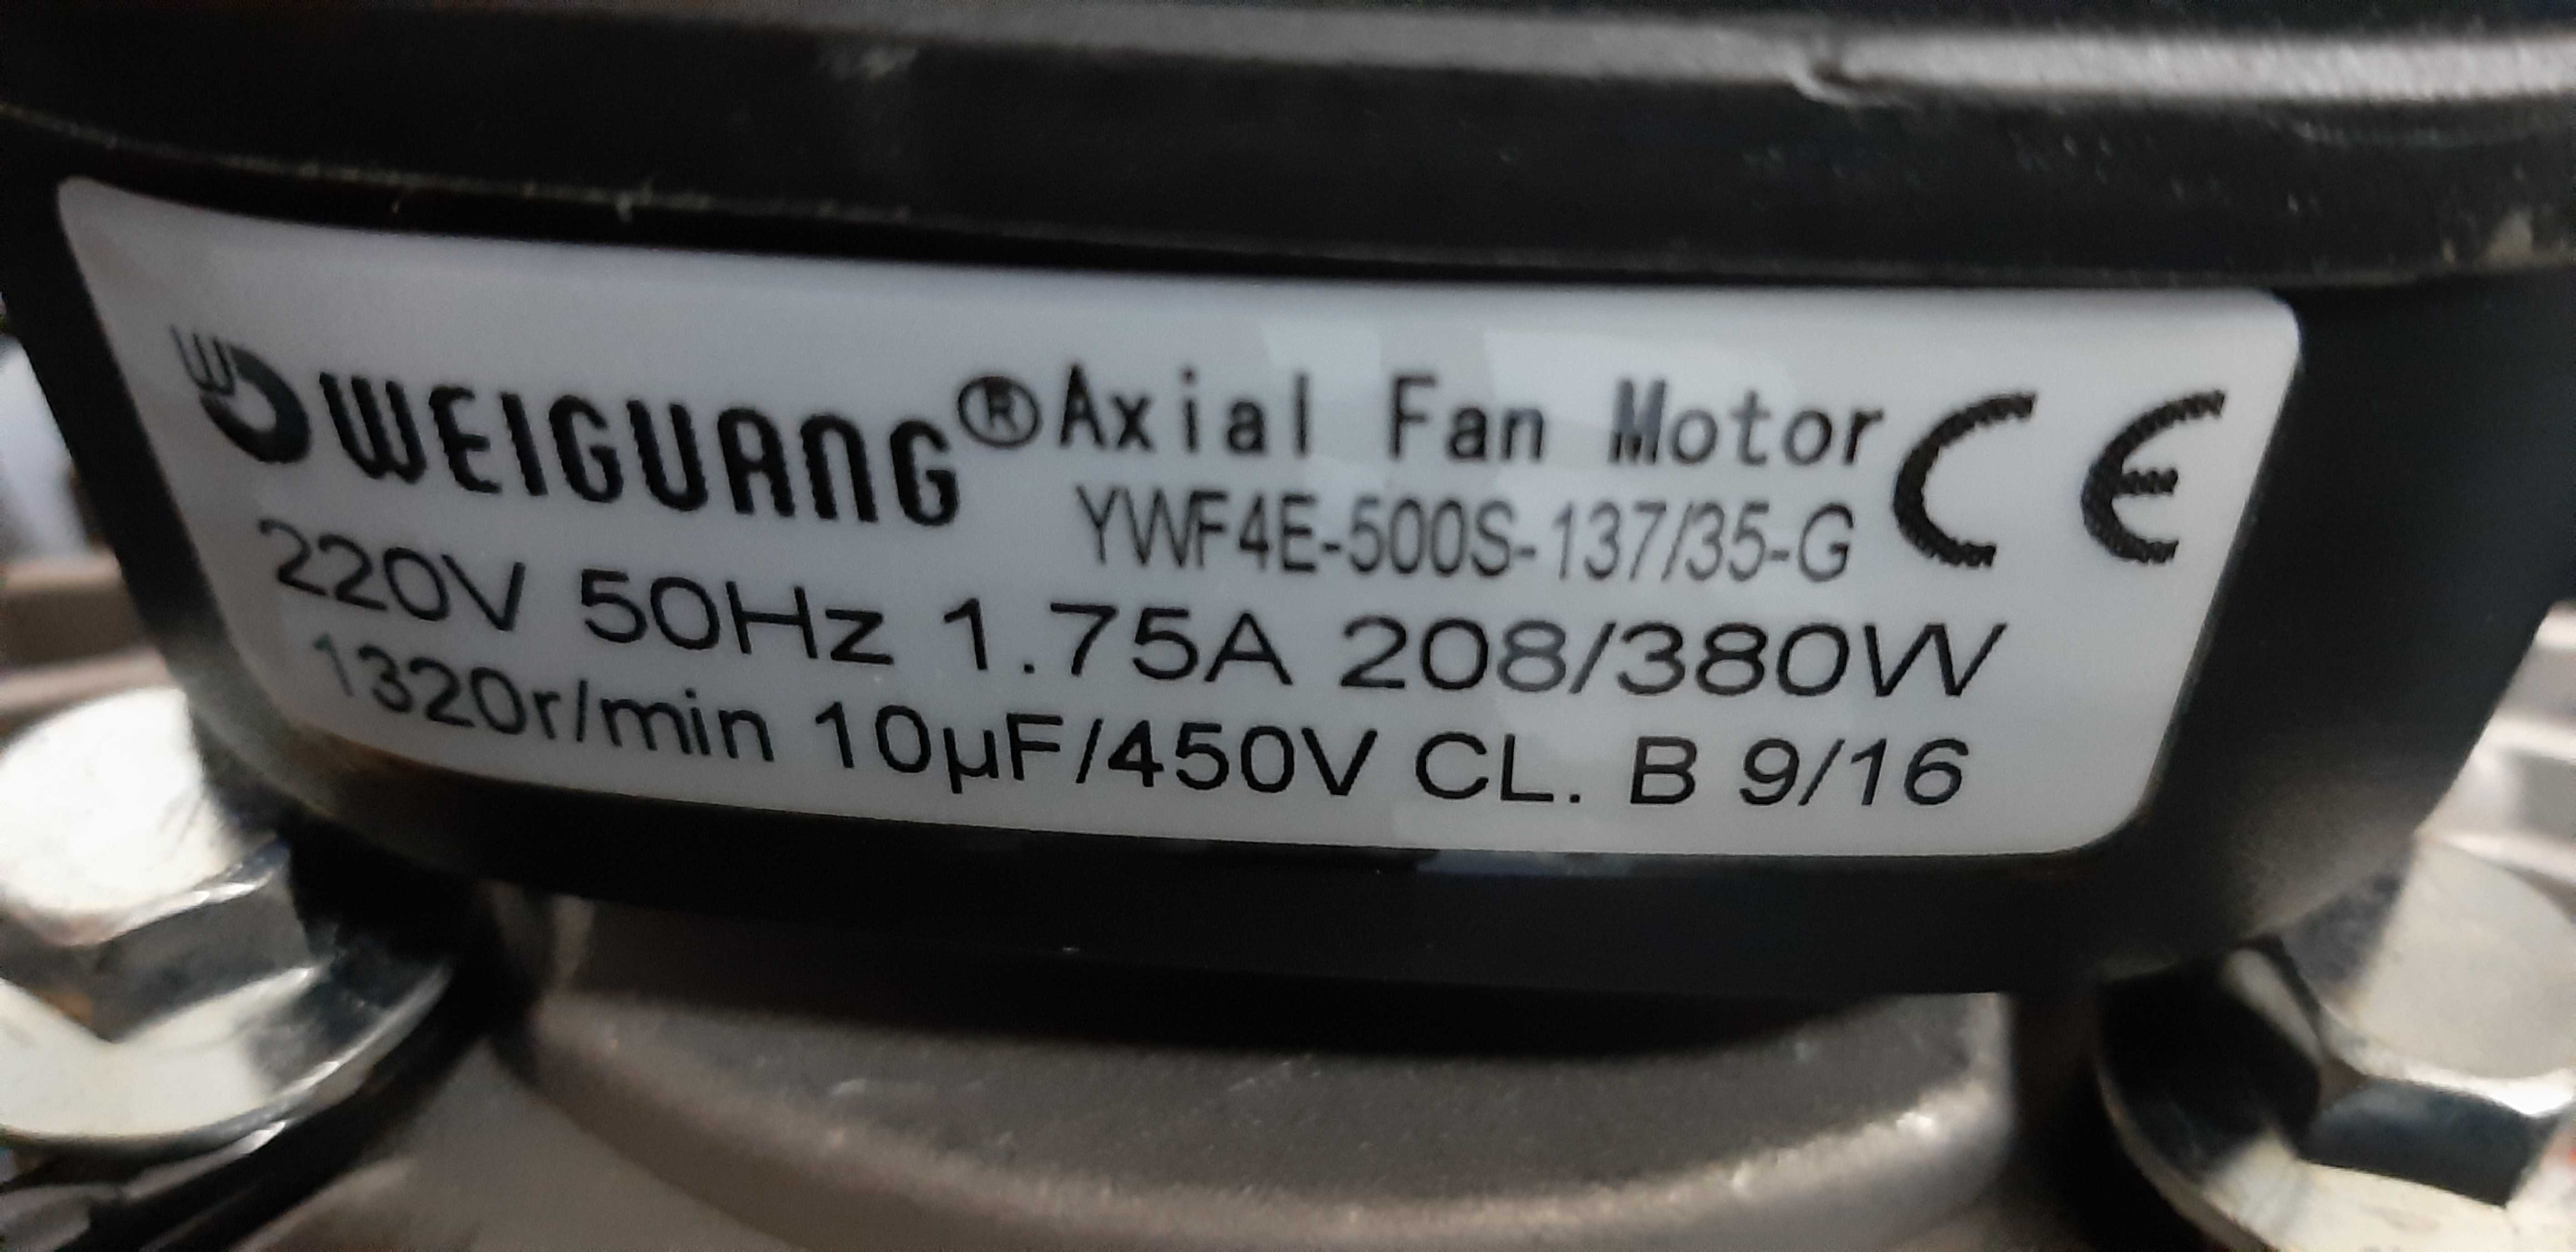 WEIGUANG® Axial Fan Motor CE
YWF4E-500S-137/35-G
220V 50Hz 1.75A 208/380W
1320r/min 10µF/450V CL. B 9/16